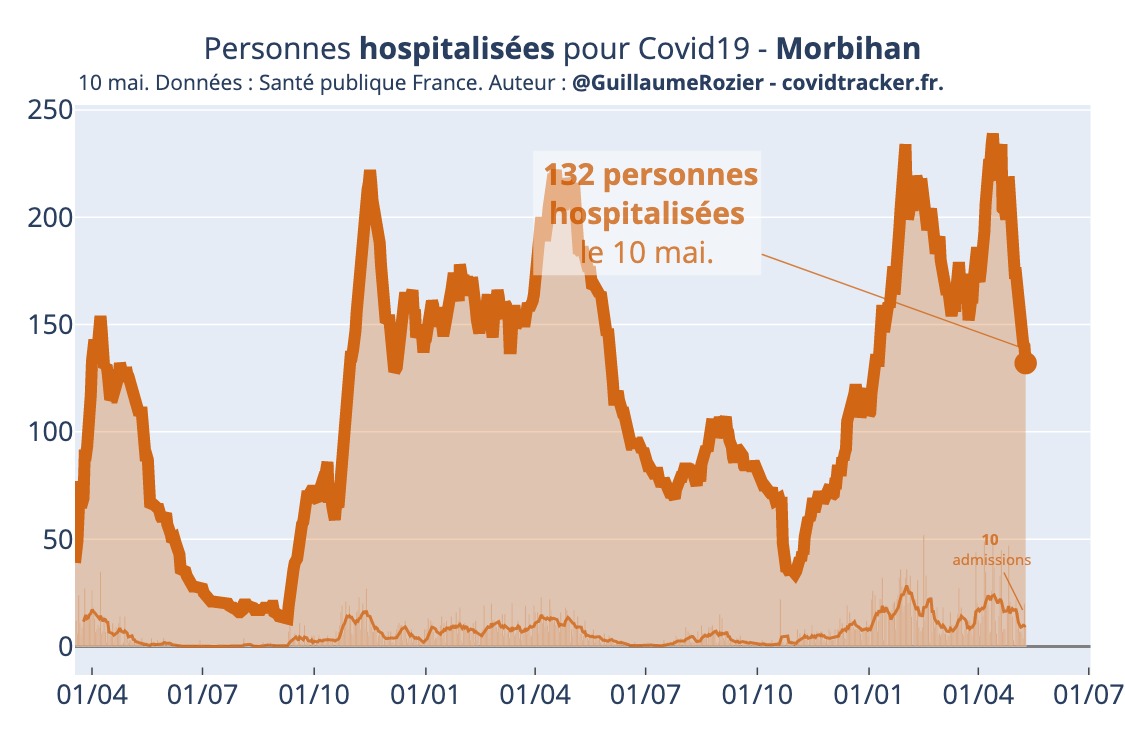 Personnes hospitalisées pour Covid19 - Morbihan
10 mai. Données : Santé publique France. Auteur : @GuillaumeRozier - covidtracker.fr.
250
200
150
100
50
0
132 personnes
hospitalisées
le 10 mai.
10
admissions
01/04 01/07 01/10 01/01 01/04 01/07 01/10 01/01 01/04 01/07